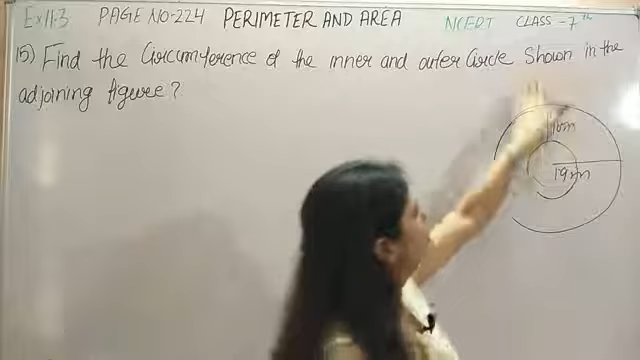 Ex 11.3 PAGE NO-224 PERIMETER AND AREA NCERT CLASS-7th
15) Find the Circumference of the inner and outer Circle Shown in the
adjoining figure?
10m
19m